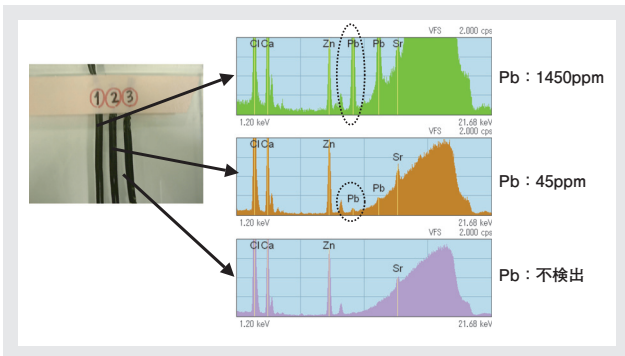 VFS 2.000 cps
Cl Ca Zn Pb Pb Sr
1.20 keV 21.68 keV
Pb：1450ppm
① ② ③
VFS 2.000 cps
Cl Ca Zn Pb Pb Sr
1.20 keV 21.68 keV
Pb：45ppm
VFS 2.000 cps
Cl Ca Zn Sr
1.20 keV 21.68 keV
Pb：不検出